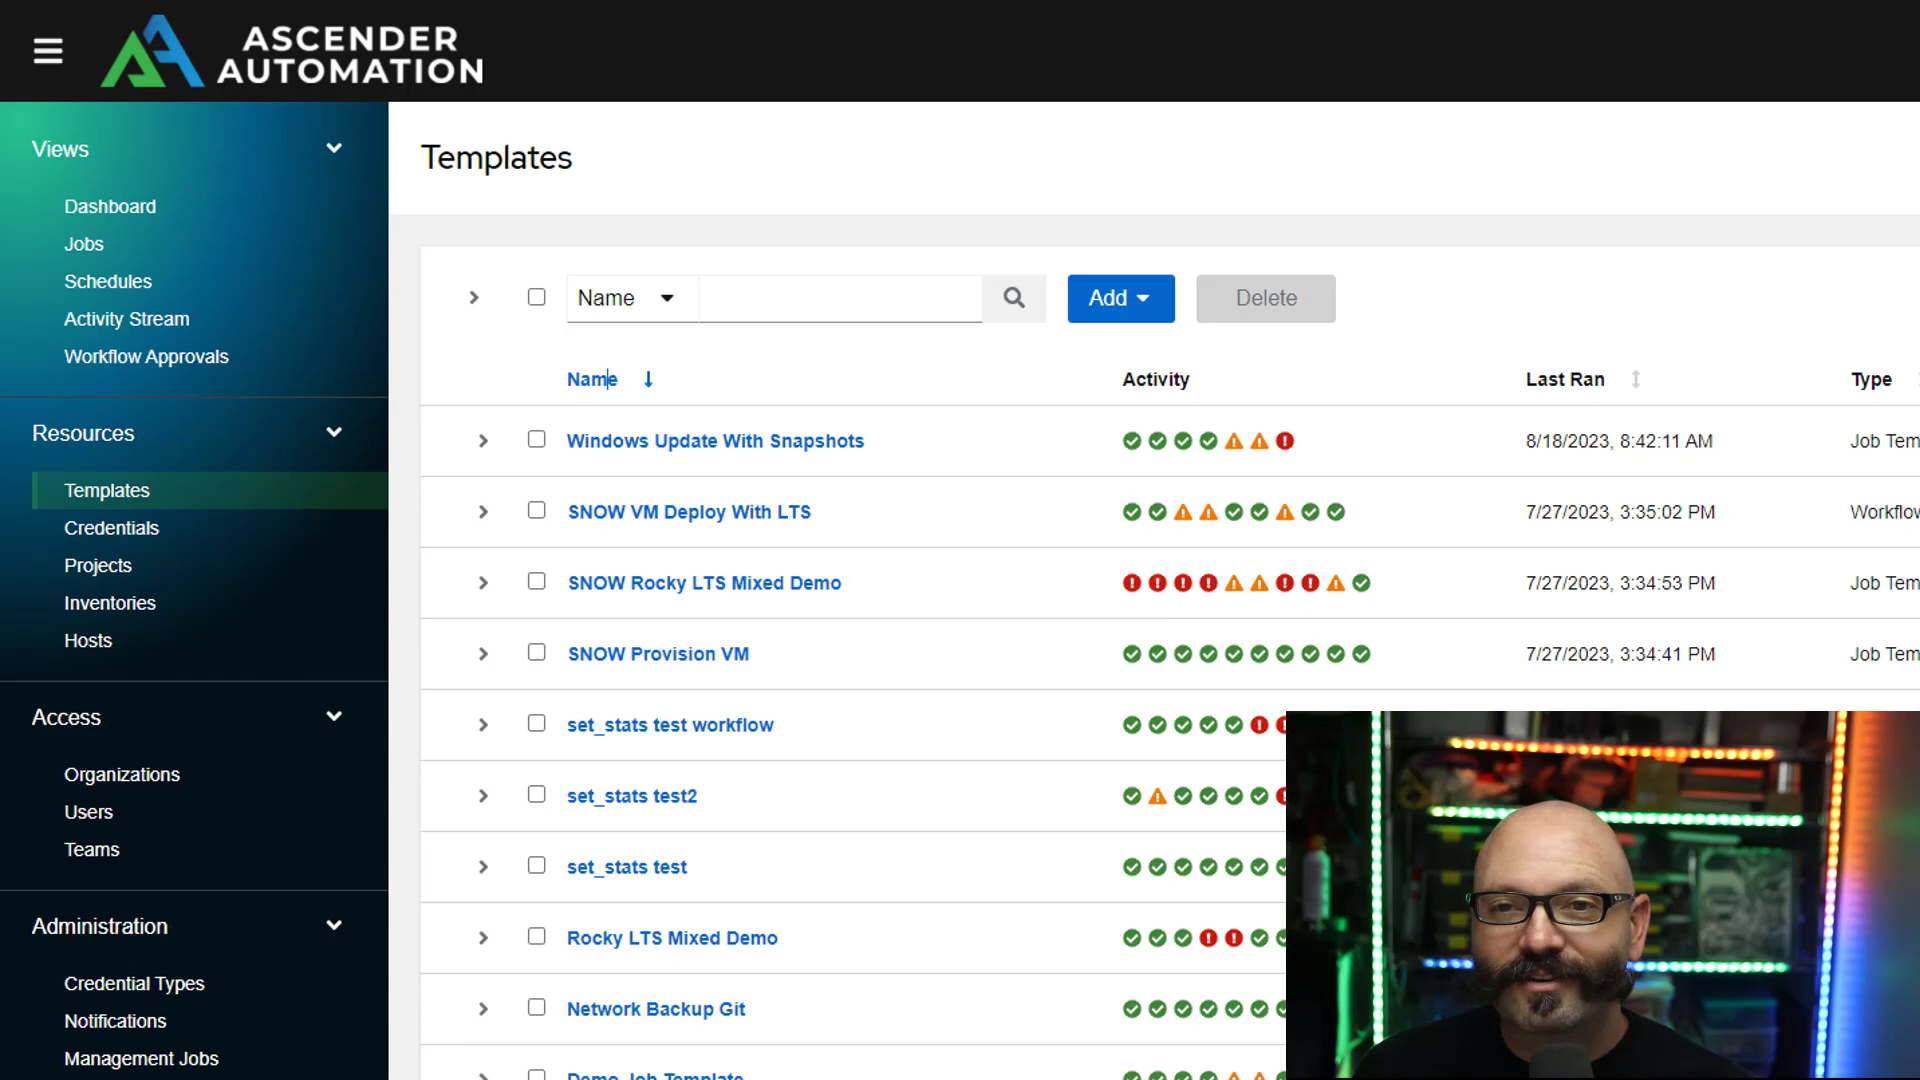 ASCENDER
AUTOMATION
Views
Dashboard
Jobs
Schedules
Activity Stream
Workflow Approvals
Resources
Templates
Credentials
Projects
Inventories
Hosts
Access
Organizations
Users
Teams
Administration
Credential Types
Notifications
Management Jobs
Templates
Name
Add
Delete
Name Activity Last Ran Type
Windows Update With Snapshots 8/18/2023, 8:42:11 AM Job Tem
SNOW VM Deploy With LTS 7/27/2023, 3:35:02 PM Workflow
SNOW Rocky LTS Mixed Demo 7/27/2023, 3:34:53 PM Job Tem
SNOW Provision VM 7/27/2023, 3:34:41 PM Job Tem
set_stats test workflow
set_stats test2
set_stats test
Rocky LTS Mixed Demo
Network Backup Git
Demo Job Template